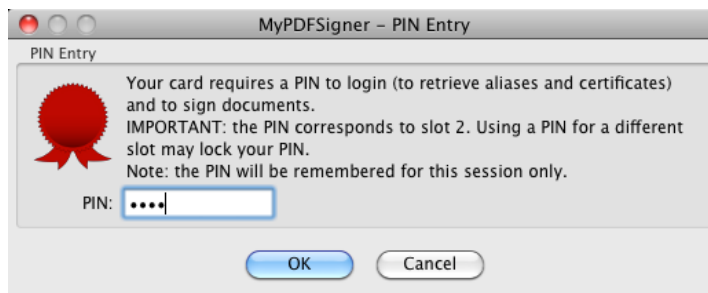 MyPDFSigner – PIN Entry
PIN Entry
Your card requires a PIN to login (to retrieve aliases and certificates)
and to sign documents.
IMPORTANT: the PIN corresponds to slot 2. Using a PIN for a different
slot may lock your PIN.
Note: the PIN will be remembered for this session only.
PIN: ••••
OK Cancel